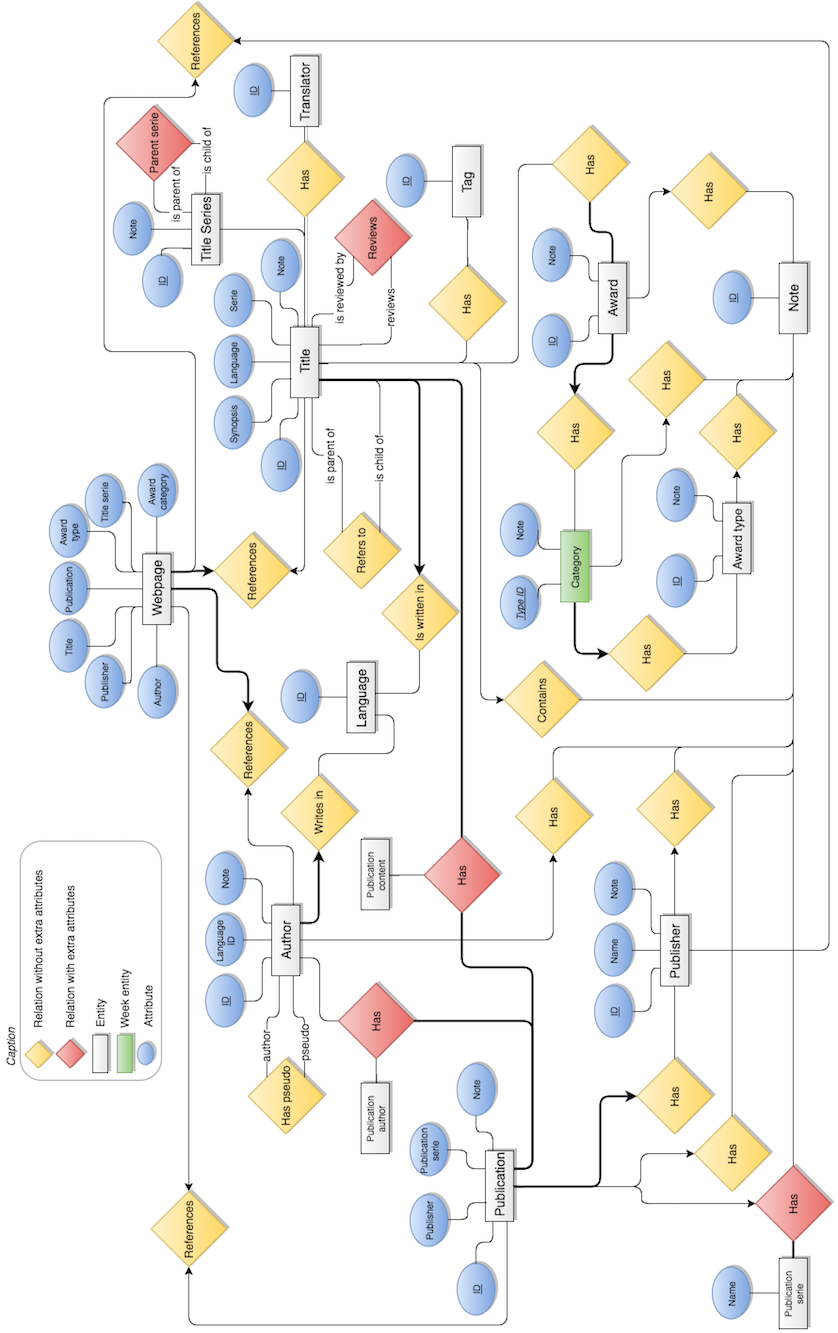 Caption
Relation without extra attributes
Relation with extra attributes
Entity
Week entity
Attribute
Title
Publication
Award
type
Publisher
Title serie
Author
Webpage
Award
category
Parent serie
is parent of
is child of
References
References
Note
ID
Title Series
ID
Language
ID
Note
Author
Has pseudo
author
pseudo
References
References
Synopsis
Language
Serie
Note
ID
Title
ID
Translator
Has
Writes in
ID
Language
is parent of
is child of
Refers to
is reviewed by
reviews
Reviews
Publication
author
Has
Publication
content
Has
Is written in
ID
Tag
Has
Publisher
Publication
serie
ID
Note
Publication
Contains
Has
Type ID
Note
Category
Has
ID
Note
Award
Has
ID
Name
Note
Publisher
Has
Has
Has
Has
ID
Note
Award type
Has
Has
Has
Name
Publication
serie
Has
ID
Note